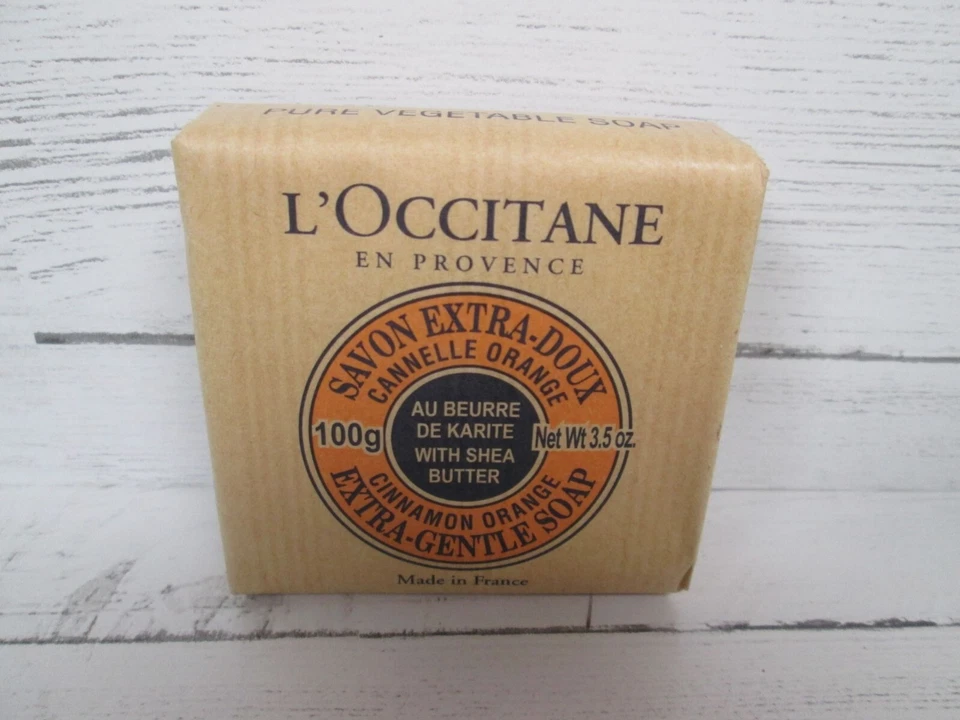 PURE VEGETABLE SOAP
L'OCCITANE
EN PROVENCE
SAVON EXTRA-DOUX
CANNELLE ORANGE
100g
AU BEURRE
DE KARITE
WITH SHEA
BUTTER
Net Wt 3.5 oz.
CINNAMON ORANGE
EXTRA-GENTLE SOAP
Made in France